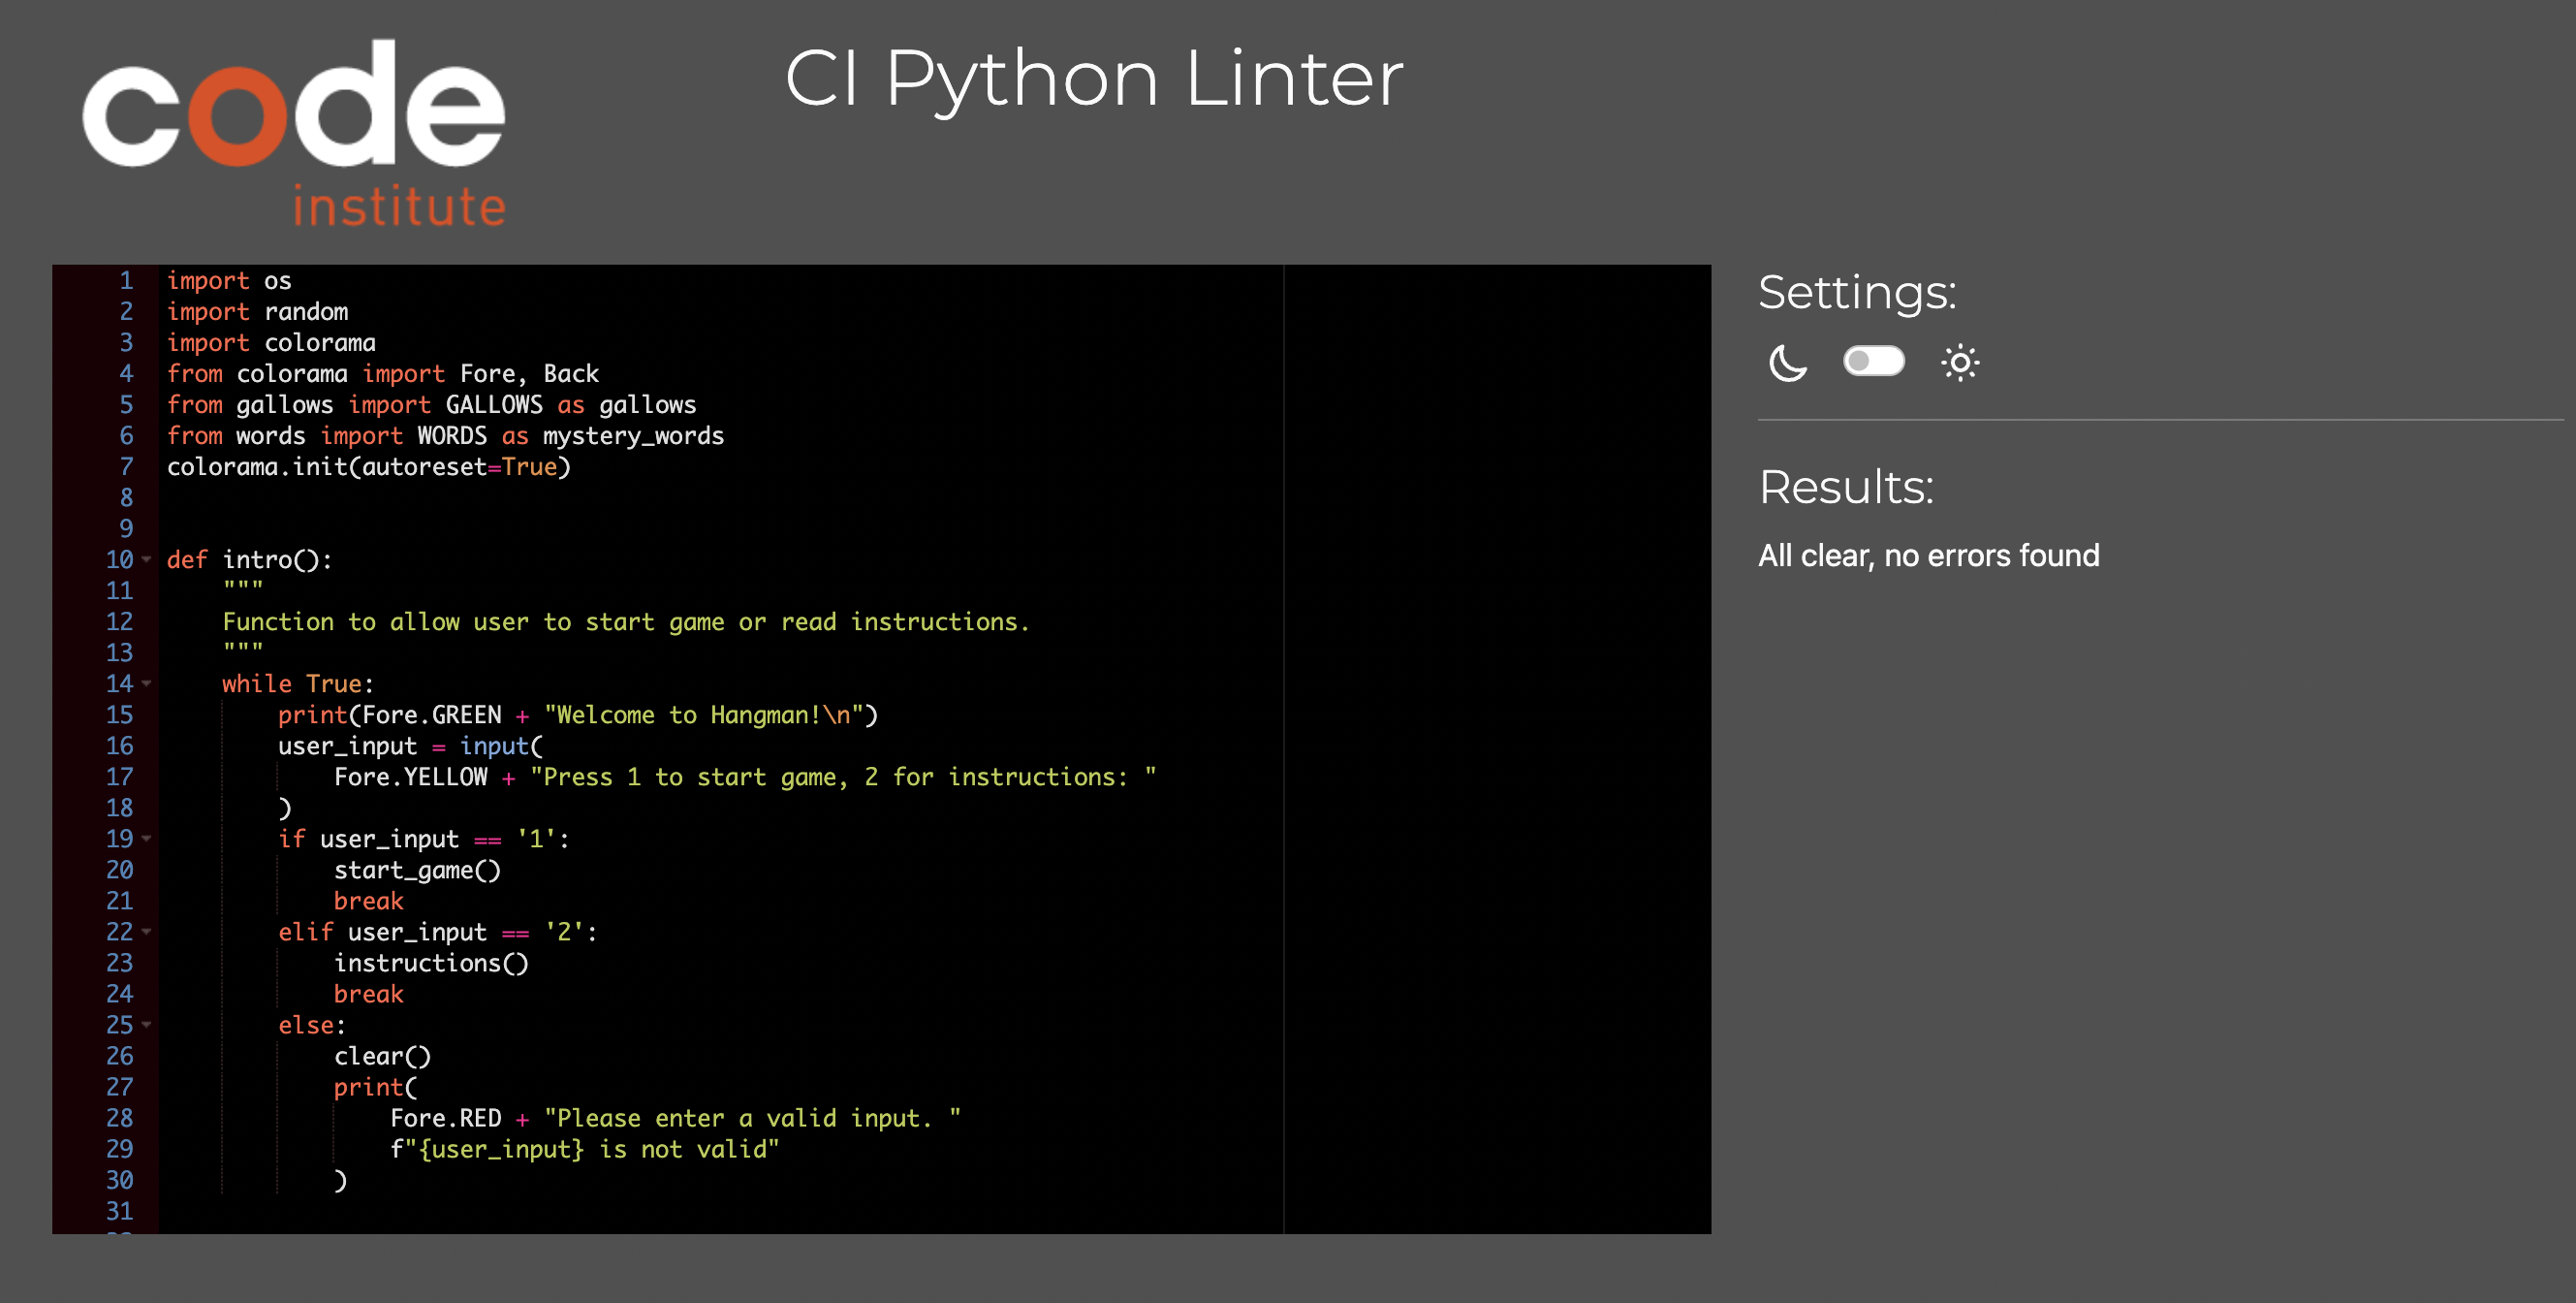 code
institute
CI Python Linter
1 import os
2 import random
3 import colorama
4 from colorama import Fore, Back
5 from gallows import GALLOWS as gallows
6 from words import WORDS as mystery_words
7 colorama.init(autoreset=True)
8
9
10 def intro():
11     """
12     Function to allow user to start game or read instructions.
13     """
14     while True:
15         print(Fore.GREEN + "Welcome to Hangman!\n")
16         user_input = input(
17             Fore.YELLOW + "Press 1 to start game, 2 for instructions: "
18         )
19         if user_input == '1':
20             start_game()
21             break
22         elif user_input == '2':
23             instructions()
24             break
25         else:
26             clear()
27             print(
28                 Fore.RED + "Please enter a valid input. "
29                 f"{user_input} is not valid"
30             )
31
Settings:
Results:
All clear, no errors found